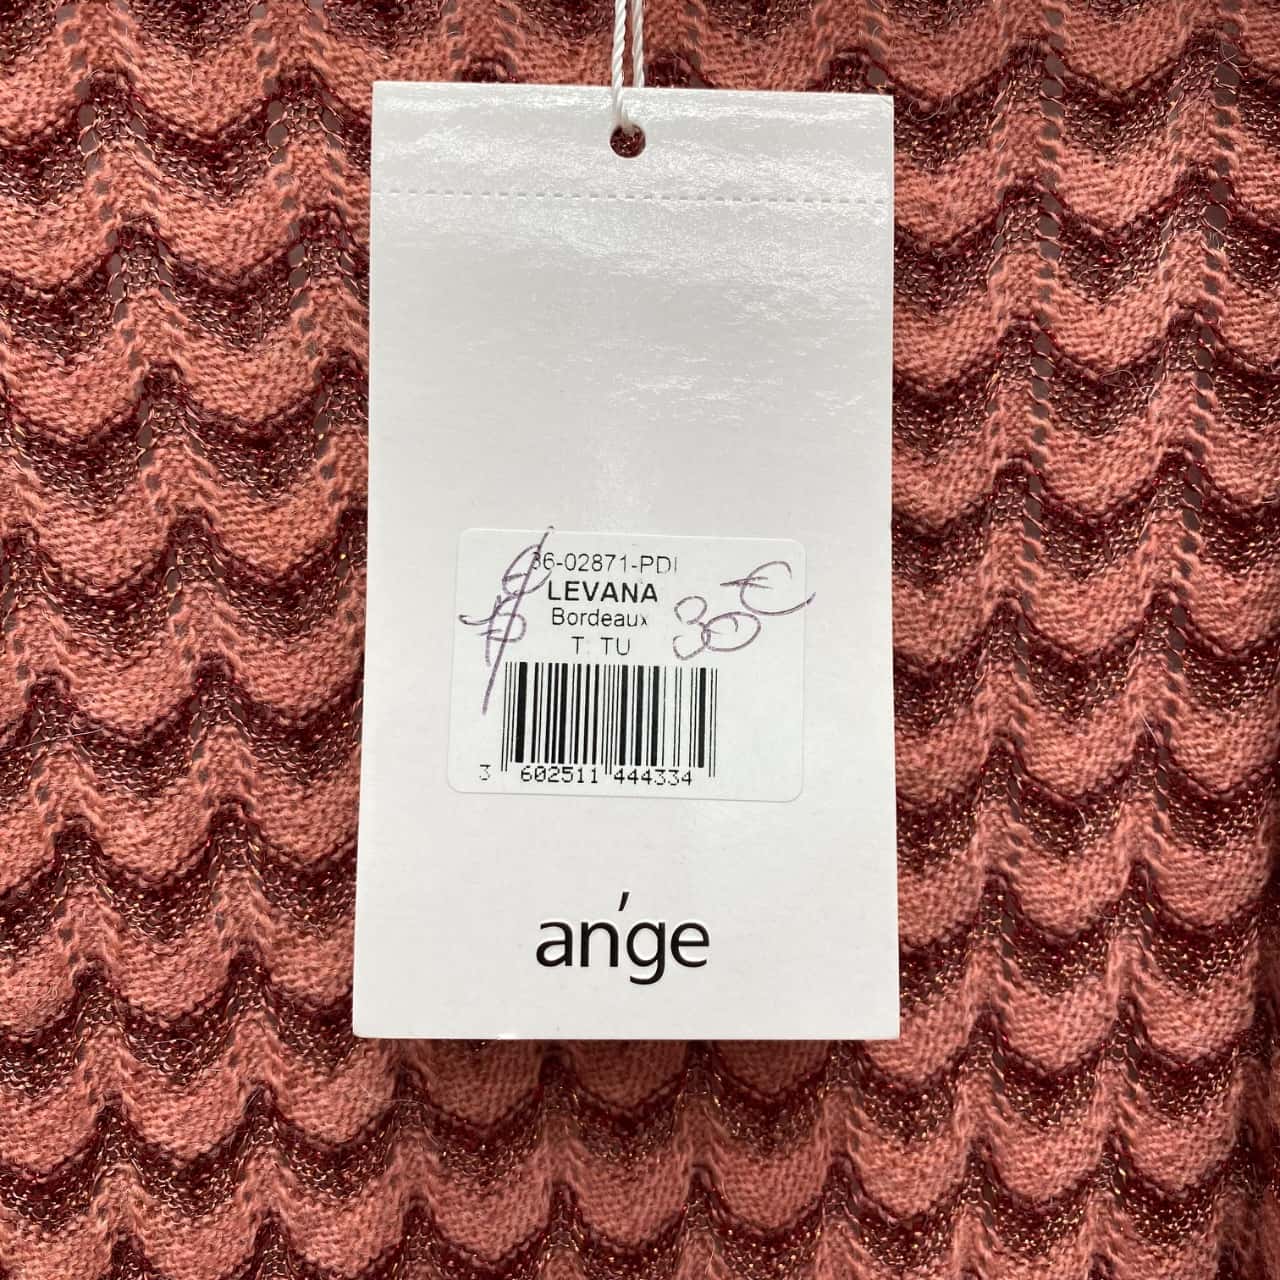 36-02871-PDI
LEVANA
Bordeaux
T. TU
30€
3 602511 444334
an'ge